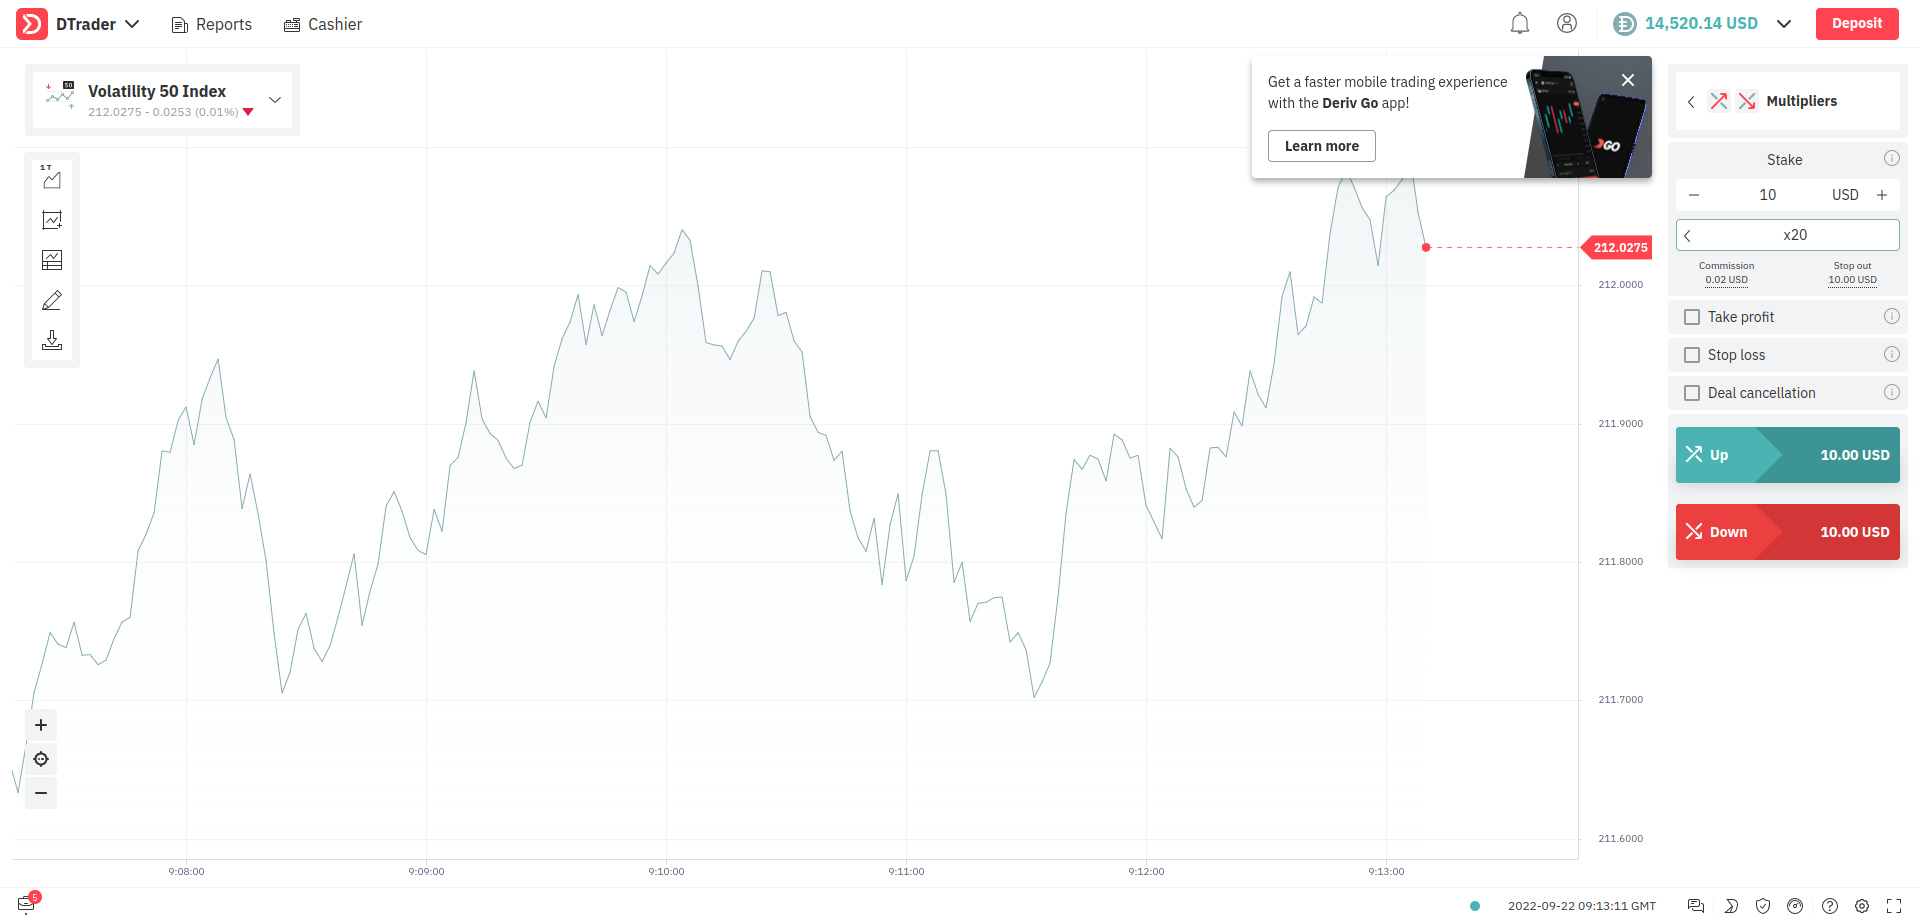 DTrader
Reports
Cashier
14,520.14 USD
Deposit
50
Volatility 50 Index
212.0275 - 0.0253 (0.01%)
Get a faster mobile trading experience
with the Deriv Go app!
Learn more
GO
Multipliers
1 T
Stake
10 USD
x20
Commission
0.02 USD
Stop out
10.00 USD
Take profit
Stop loss
Deal cancellation
Up 10.00 USD
Down 10.00 USD
212.0275
212.0000
211.9000
211.8000
211.7000
211.6000
9:08:00
9:09:00
9:10:00
9:11:00
9:12:00
9:13:00
5
2022-09-22 09:13:11 GMT